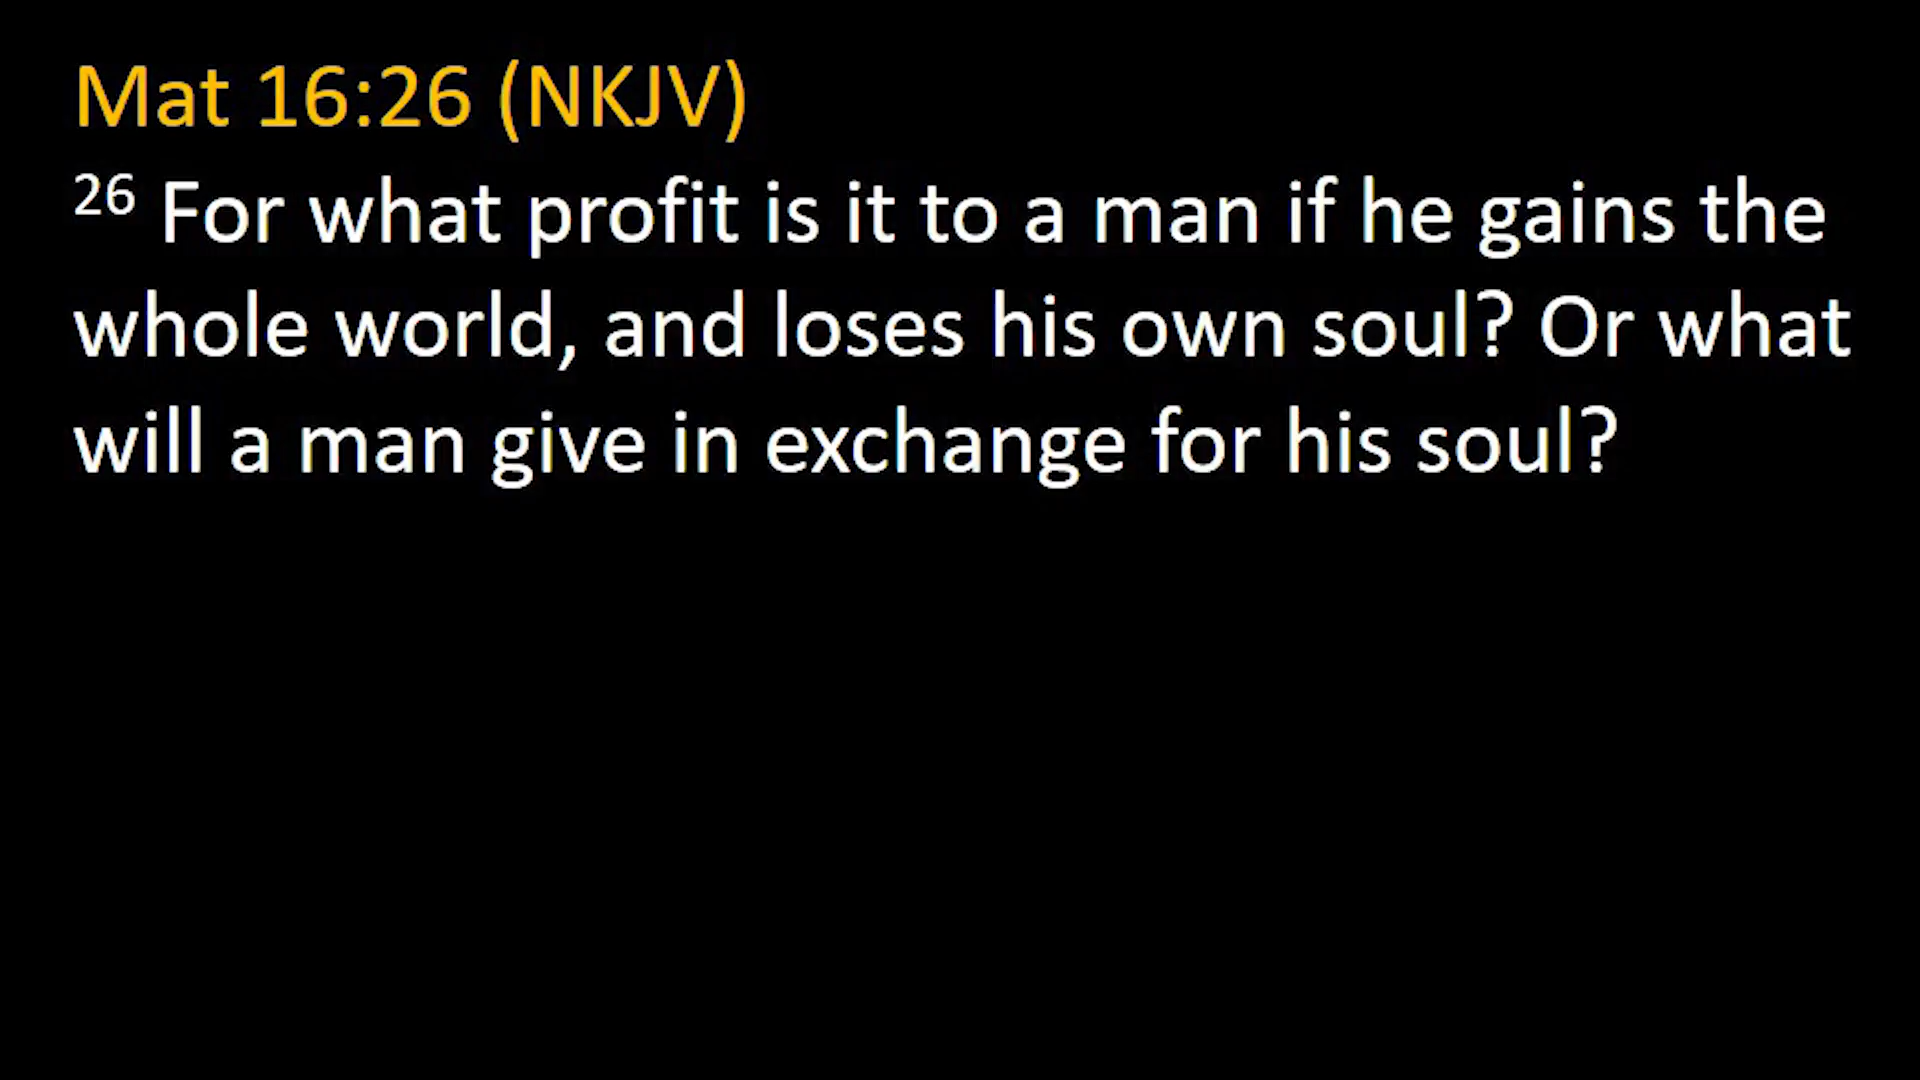 Mat 16:26 (NKJV)
26 For what profit is it to a man if he gains the
whole world, and loses his own soul? Or what
will a man give in exchange for his soul?